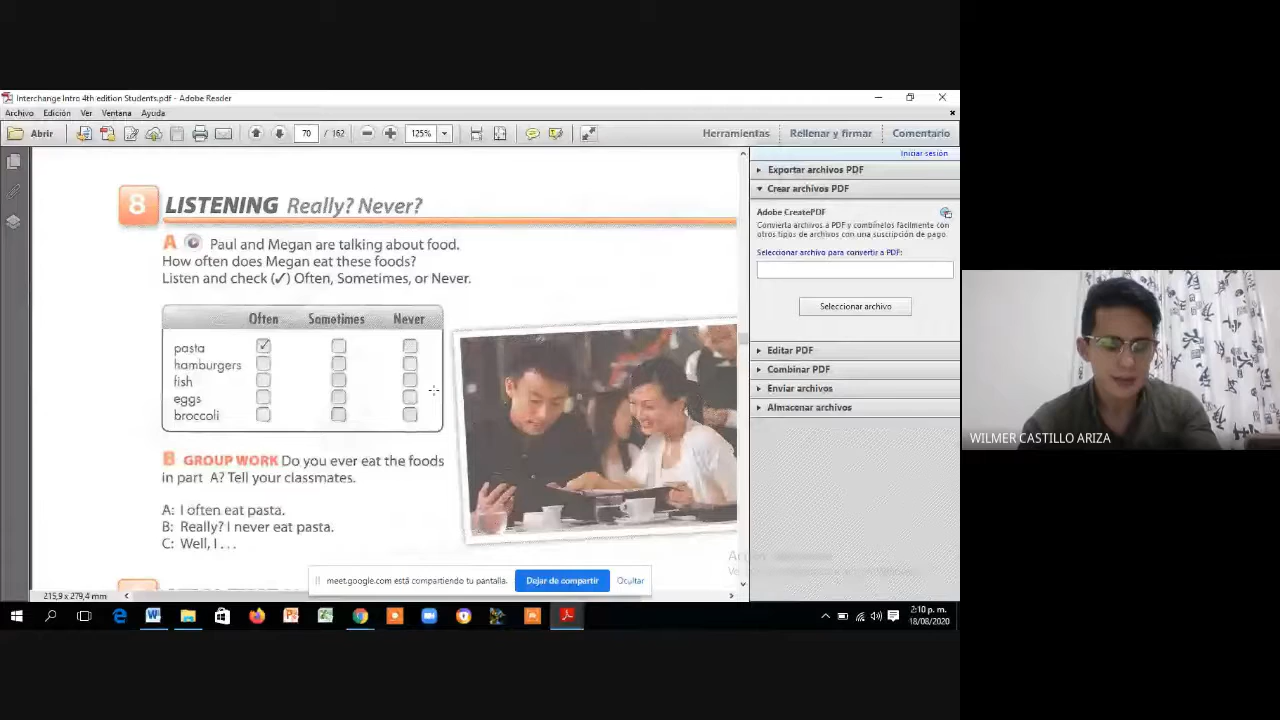 Interchange Intro 4th edition Students.pdf - Adobe Reader
Archivo Edición Ver Ventana Ayuda
Abrir 70 / 162 125% Herramientas Rellenar y firmar Comentario
Iniciar sesión
Exportar archivos PDF
Crear archivos PDF
Adobe CreatePDF
Convierta archivos a PDF y combínelos fácilmente con
otros tipos de archivos con una suscripción de pago.
Seleccionar archivo para convertir a PDF:
Seleccionar archivo
Editar PDF
Combinar PDF
Enviar archivos
Almacenar archivos
8 LISTENING Really? Never?
A Paul and Megan are talking about food.
How often does Megan eat these foods?
Listen and check (✓) Often, Sometimes, or Never.
Often Sometimes Never
pasta
hamburgers
fish
eggs
broccoli
B GROUP WORK Do you ever eat the foods
in part A? Tell your classmates.
A: I often eat pasta.
B: Really? I never eat pasta.
C: Well, I . . .
meet.google.com está compartiendo tu pantalla. Dejar de compartir Ocultar
215,9 x 279,4 mm
2:10 p. m.
18/08/2020
WILMER CASTILLO ARIZA